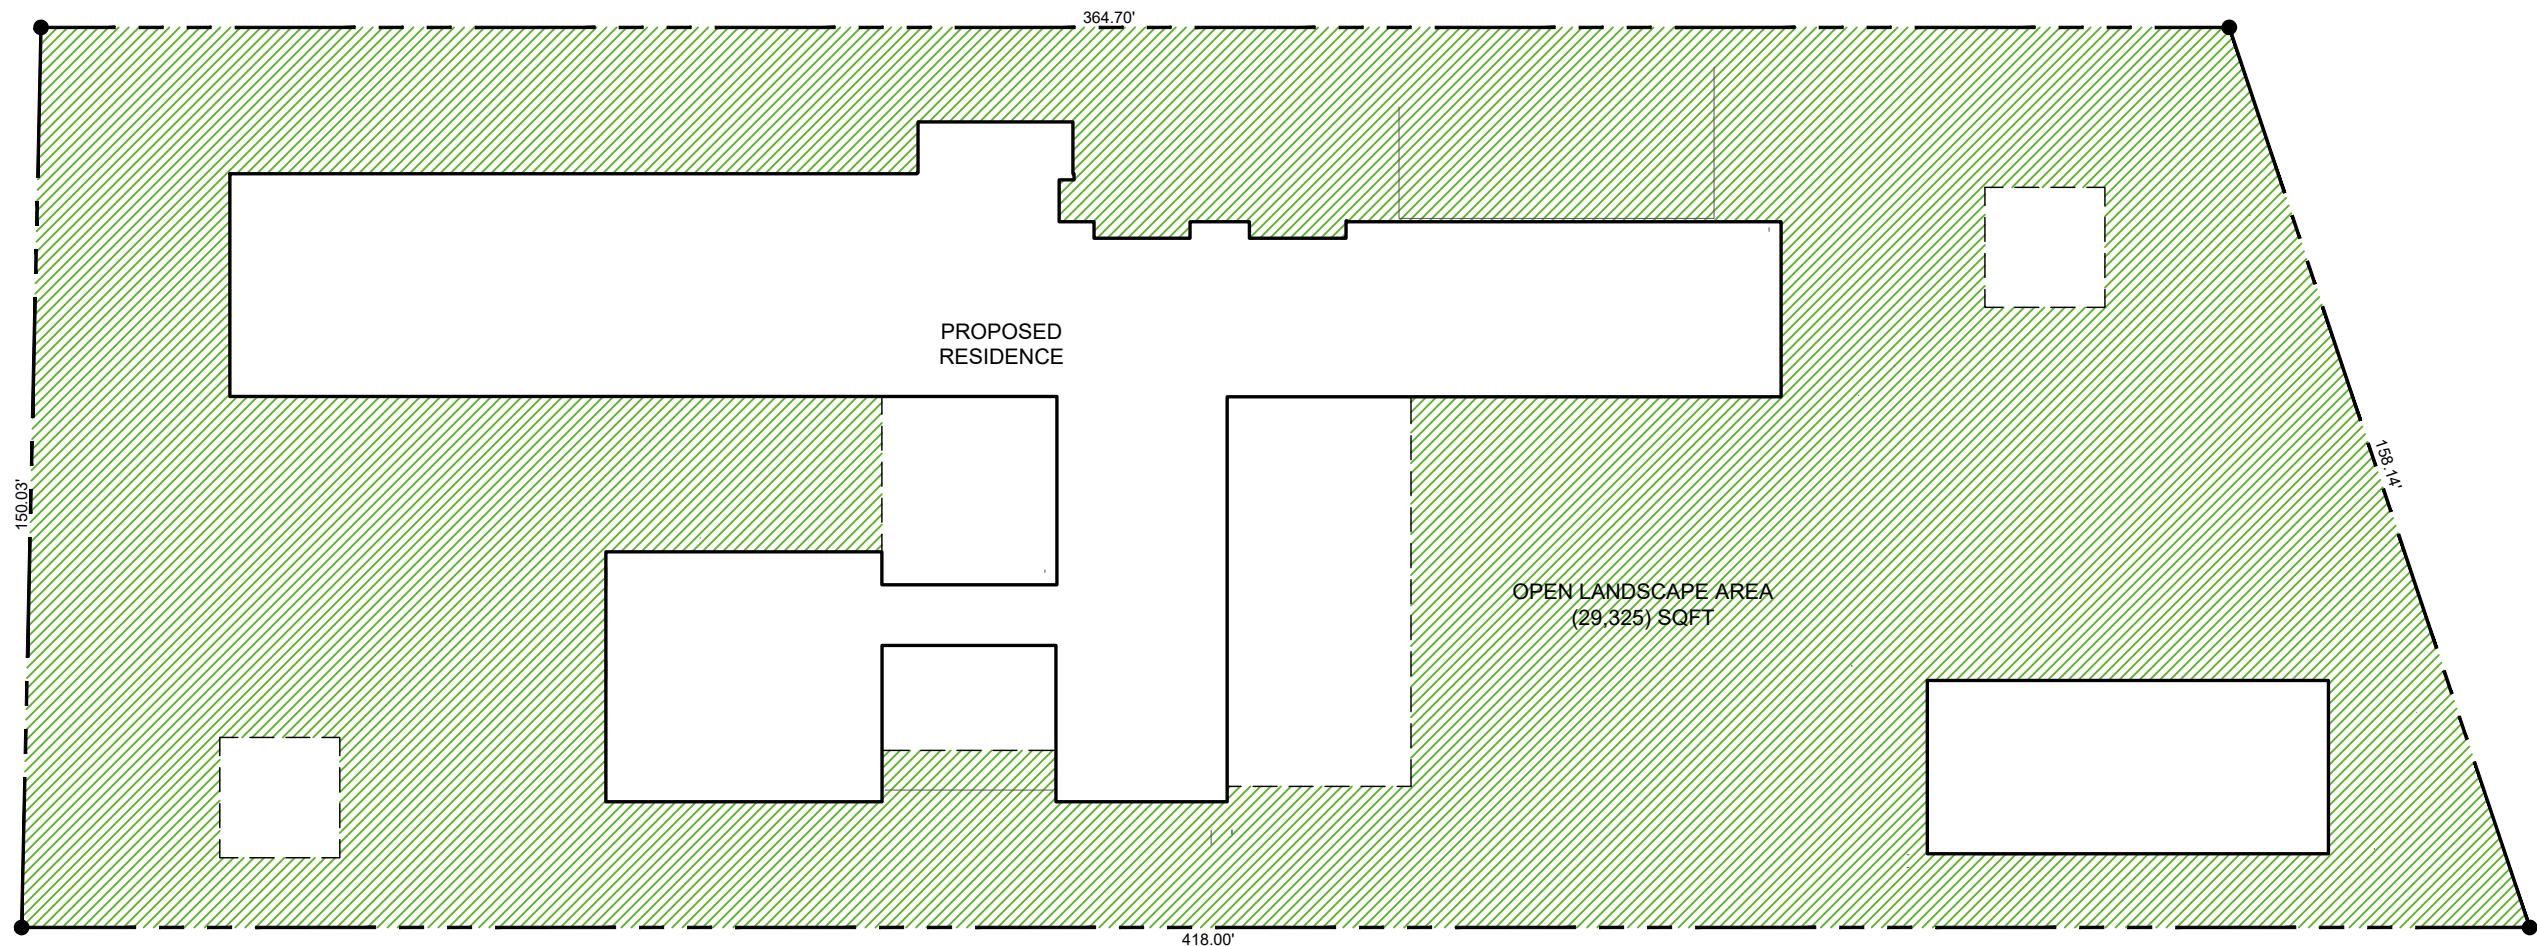 364.70'
PROPOSED
RESIDENCE
158.14'
150.03'
OPEN LANDSCAPE AREA
(29,325) SQFT
418.00'